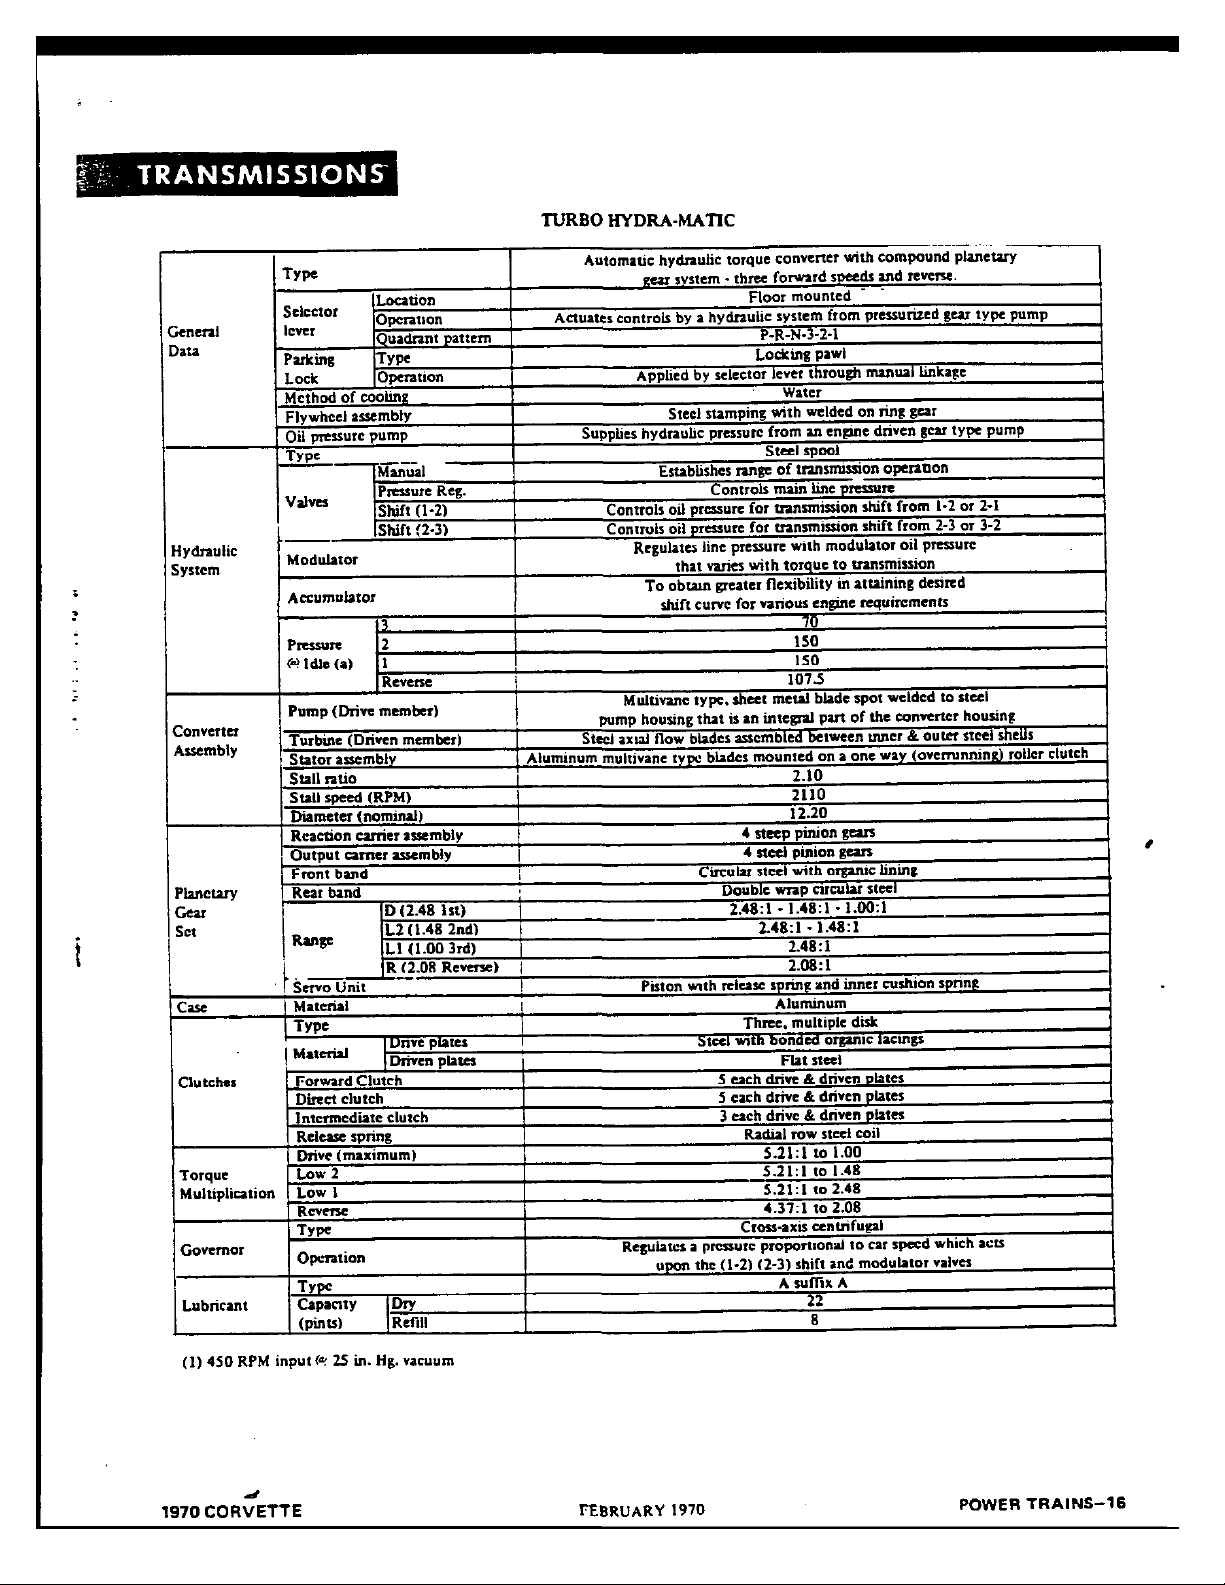 TRANSMISSIONS
TURBO HYDRA-MATIC
General Data
Type
Automatic hydraulic torque converter with compound planetary
gear system - three forward speeds and reverse.
Selector lever
Location
Floor mounted
Operation
Actuates controls by a hydraulic system from pressurized gear type pump
Quadrant pattern
P-R-N-3-2-1
Parking Lock
Type
Locking pawl
Operation
Applied by selector lever through manual linkage
Method of cooling
Water
Flywheel assembly
Steel stamping with welded on ring gear
Oil pressure pump
Supplies hydraulic pressure from an engine driven gear type pump
Hydraulic System
Type
Steel spool
Valves
Manual
Establishes range of transmission operation
Pressure Reg.
Controls main line pressure
Shift (1-2)
Controls oil pressure for transmission shift from 1-2 or 2-1
Shift (2-3)
Controls oil pressure for transmission shift from 2-3 or 3-2
Modulator
Regulates line pressure with modulator oil pressure
that varies with torque to transmission
Accumulator
To obtain greater flexibility in attaining desired
shift curve for various engine requirements
Pressure @ Idle (a)
3
70
2
150
1
150
Reverse
107.5
Converter Assembly
Pump (Drive member)
Multivane type, sheet metal blade spot welded to steel
pump housing that is an integral part of the converter housing
Turbine (Driven member)
Steel axial flow blades assembled between inner & outer steel shells
Stator assembly
Aluminum multivane type blades mounted on a one way (overrunning) roller clutch
Stall ratio
2.10
Stall speed (RPM)
2110
Diameter (nominal)
12.20
Planetary Gear Set
Reaction carrier assembly
4 steep pinion gears
Output carrier assembly
4 steel pinion gears
Front band
Circular steel with organic lining
Rear band
Double wrap circular steel
Range
D (2.48 1st)
2.48:1 - 1.48:1 - 1.00:1
L2 (1.48 2nd)
2.48:1 - 1.48:1
L1 (1.00 3rd)
2.48:1
R (2.08 Reverse)
2.08:1
Servo Unit
Piston with release spring and inner cushion spring
Case
Material
Aluminum
Clutches
Type
Three, multiple disk
Material
Drive plates
Steel with bonded organic facings
Driven plates
Flat steel
Forward Clutch
5 each drive & driven plates
Direct clutch
5 each drive & driven plates
Intermediate clutch
3 each drive & driven plates
Release spring
Radial row steel coil
Torque Multiplication
Drive (maximum)
5.21:1 to 1.00
Low 2
5.21:1 to 1.48
Low 1
5.21:1 to 2.48
Reverse
4.37:1 to 2.08
Governor
Type
Cross-axis centrifugal
Operation
Regulates a pressure proportional to car speed which acts
upon the (1-2) (2-3) shift and modulator valves
Lubricant
Type
A suffix A
Capacity (pints)
Dry
22
Refill
8
(1) 450 RPM input @ 25 in. Hg. vacuum
1970 CORVETTE
FEBRUARY 1970
POWER TRAINS-16